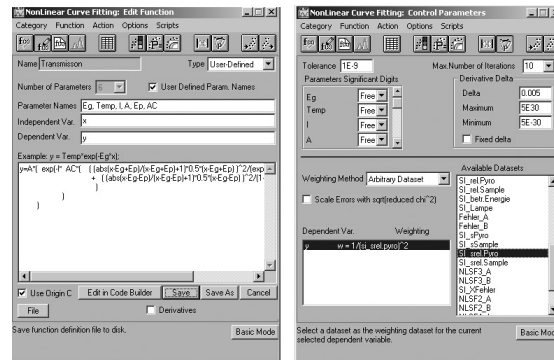 NonLinear Curve Fitting: Edit Function
Category Function Action Options Scripts
Name Transmisson
Type User-Defined
Number of Parameters 6
User Defined Param. Names
Parameter Names Eg, Temp, I, A, Ep, AC
Independent Var. x
Dependent Var. y
Example: y = Temp*exp(-Eg*x);
y=A*( exp(-I* AC*( ( (abs(x-Eg+Ep)/(x-Eg+Ep)+1)*0.5*(x-Eg+Ep) )^2/(exp
+ ( (abs(x-Eg-Ep)/(x-Eg-Ep)+1)*0.5*(x-Eg-Ep) )^2/(1-
)
)
)
Use Origin C
Edit in Code Builder
Save
Save As
Cancel
File
Derivatives
Save function definition file to disk.
Basic Mode
NonLinear Curve Fitting: Control Parameters
Category Function Action Options Scripts
Tolerance 1E-9
Max.Number of Iterations 10
Parameters Significant Digits
Eg Free
Temp Free
I Free
A Free
Derivative Delta
Delta 0.005
Maximum 5E30
Minimum 5E-30
Fixed delta
Weighting Method Arbitrary Dataset
Scale Errors with sqrt(reduced chi^2)
Dependent Var. Weighting
y w = 1/(si_srel.pyro)^2
Available Datasets
SI_rel.Pyro
SI_rel.Sample
SI_betr.Energie
SI_Lampe
Fehler_A
Fehler_B
SI_sPyro
SI_sSample
SI_srel.Pyro
SI_srel.Sample
NLSF3_A
NLSF3_B
SI_XFehler
NLSF2_A
NLSF2_B
Select a dataset as the weighting dataset for the current
selected dependent variable.
Basic Mod